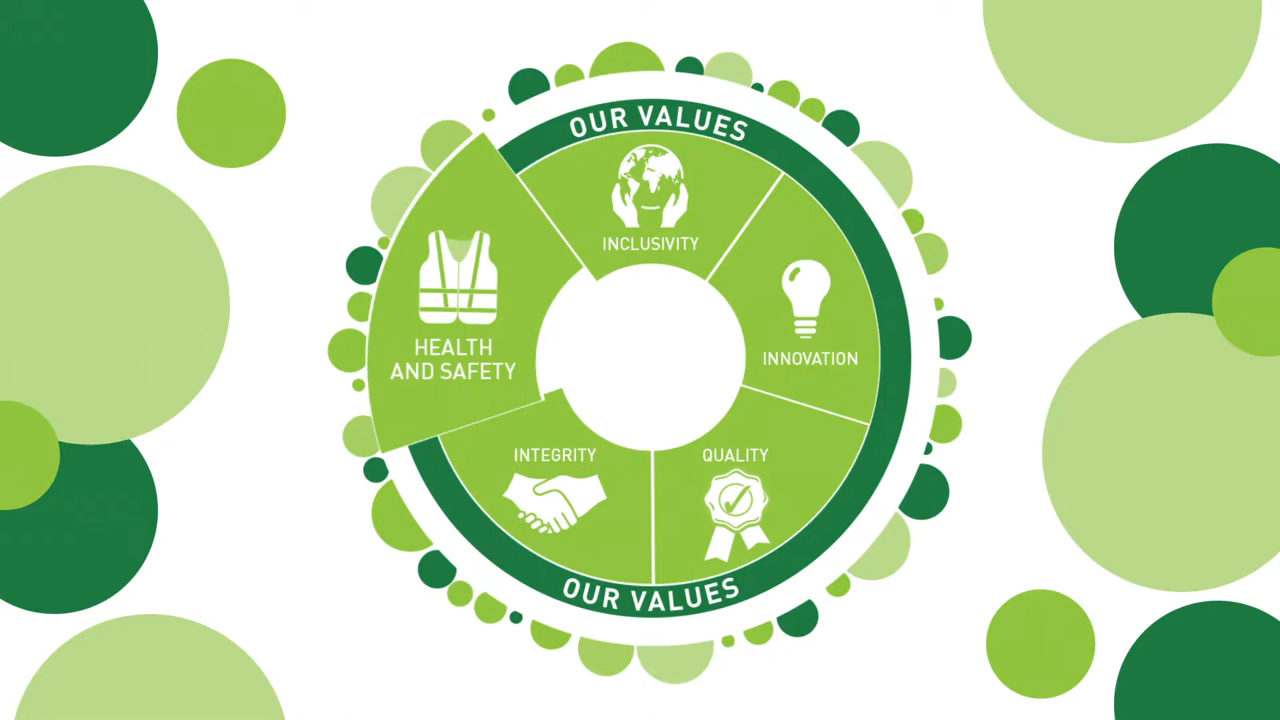 OUR VALUES
INCLUSIVITY
INNOVATION
HEALTH
AND SAFETY
INTEGRITY
QUALITY
OUR VALUES